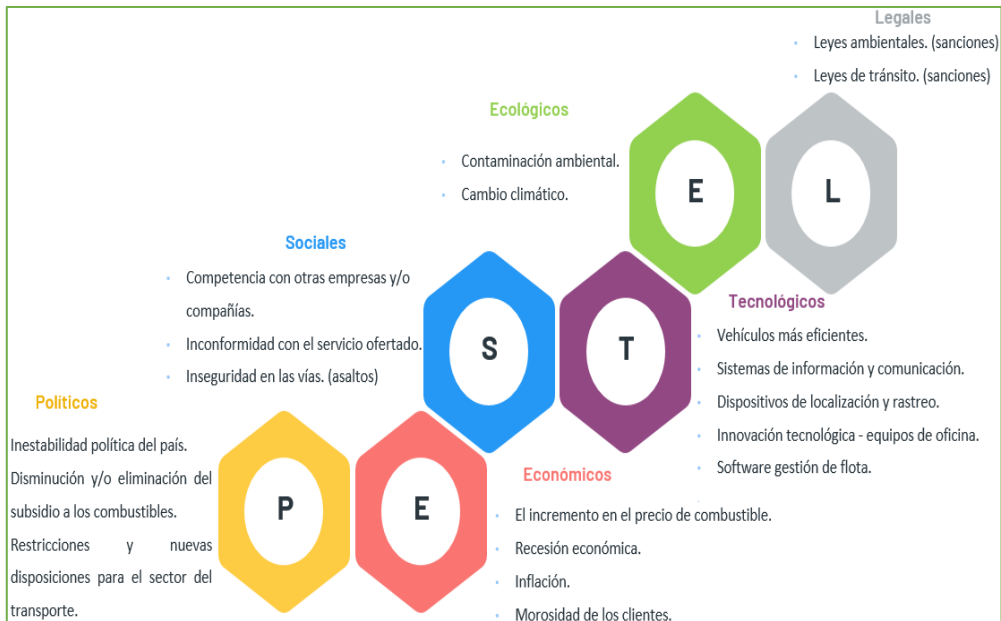 Legales
Leyes ambientales. (sanciones)
Leyes de tránsito. (sanciones)
Ecológicos
Contaminación ambiental.
Cambio climático.
E
L
Sociales
Competencia con otras empresas y/o
compañías.
Inconformidad con el servicio ofertado.
Inseguridad en las vías. (asaltos)
S
T
Tecnológicos
Vehículos más eficientes.
Sistemas de información y comunicación.
Dispositivos de localización y rastreo.
Innovación tecnológica - equipos de oficina.
Software gestión de flota.
Políticos
Inestabilidad política del país.
Disminución y/o eliminación del
subsidio a los combustibles.
Restricciones y nuevas
disposiciones para el sector del
transporte.
P
E
Económicos
El incremento en el precio de combustible.
Recesión económica.
Inflación.
Morosidad de los clientes.